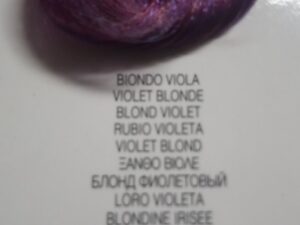 BIONDO VIOLA
VIOLET BLONDE
BLOND VIOLET
RUBIO VIOLETA
VIOLET BLOND
ΞΑΝΘΟ ΒΙΟΛΕ
БЛОНД ФИОЛЕТОВЫЙ
LORO VIOLETA
BLONDINE IRISEE